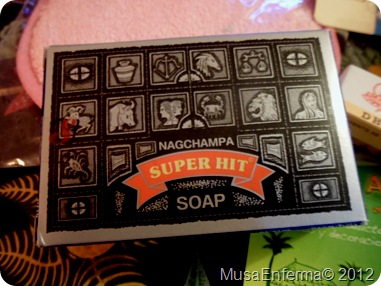 NAGCHAMPA
SUPER HIT®
SOAP
MusaEnferma© 2012